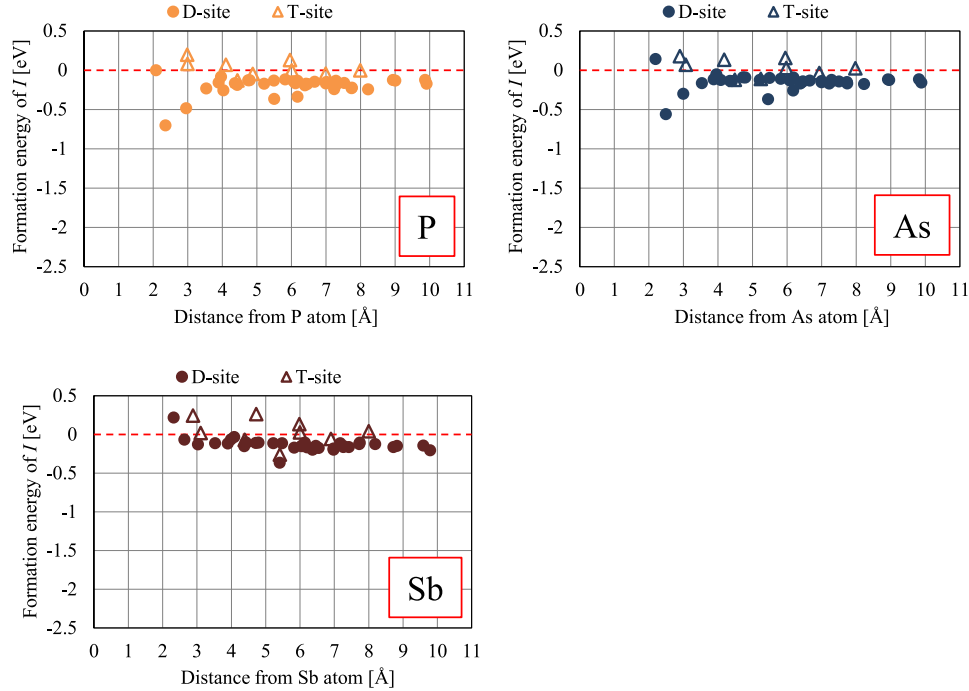 D-site T-site
Formation energy of I [eV]
0.5
0
-0.5
-1
-1.5
-2
-2.5
P
0 1 2 3 4 5 6 7 8 9 10 11
Distance from P atom [Å]
D-site T-site
Formation energy of I [eV]
0.5
0
-0.5
-1
-1.5
-2
-2.5
As
0 1 2 3 4 5 6 7 8 9 10 11
Distance from As atom [Å]
D-site T-site
Formation energy of I [eV]
0.5
0
-0.5
-1
-1.5
-2
-2.5
Sb
0 1 2 3 4 5 6 7 8 9 10 11
Distance from Sb atom [Å]